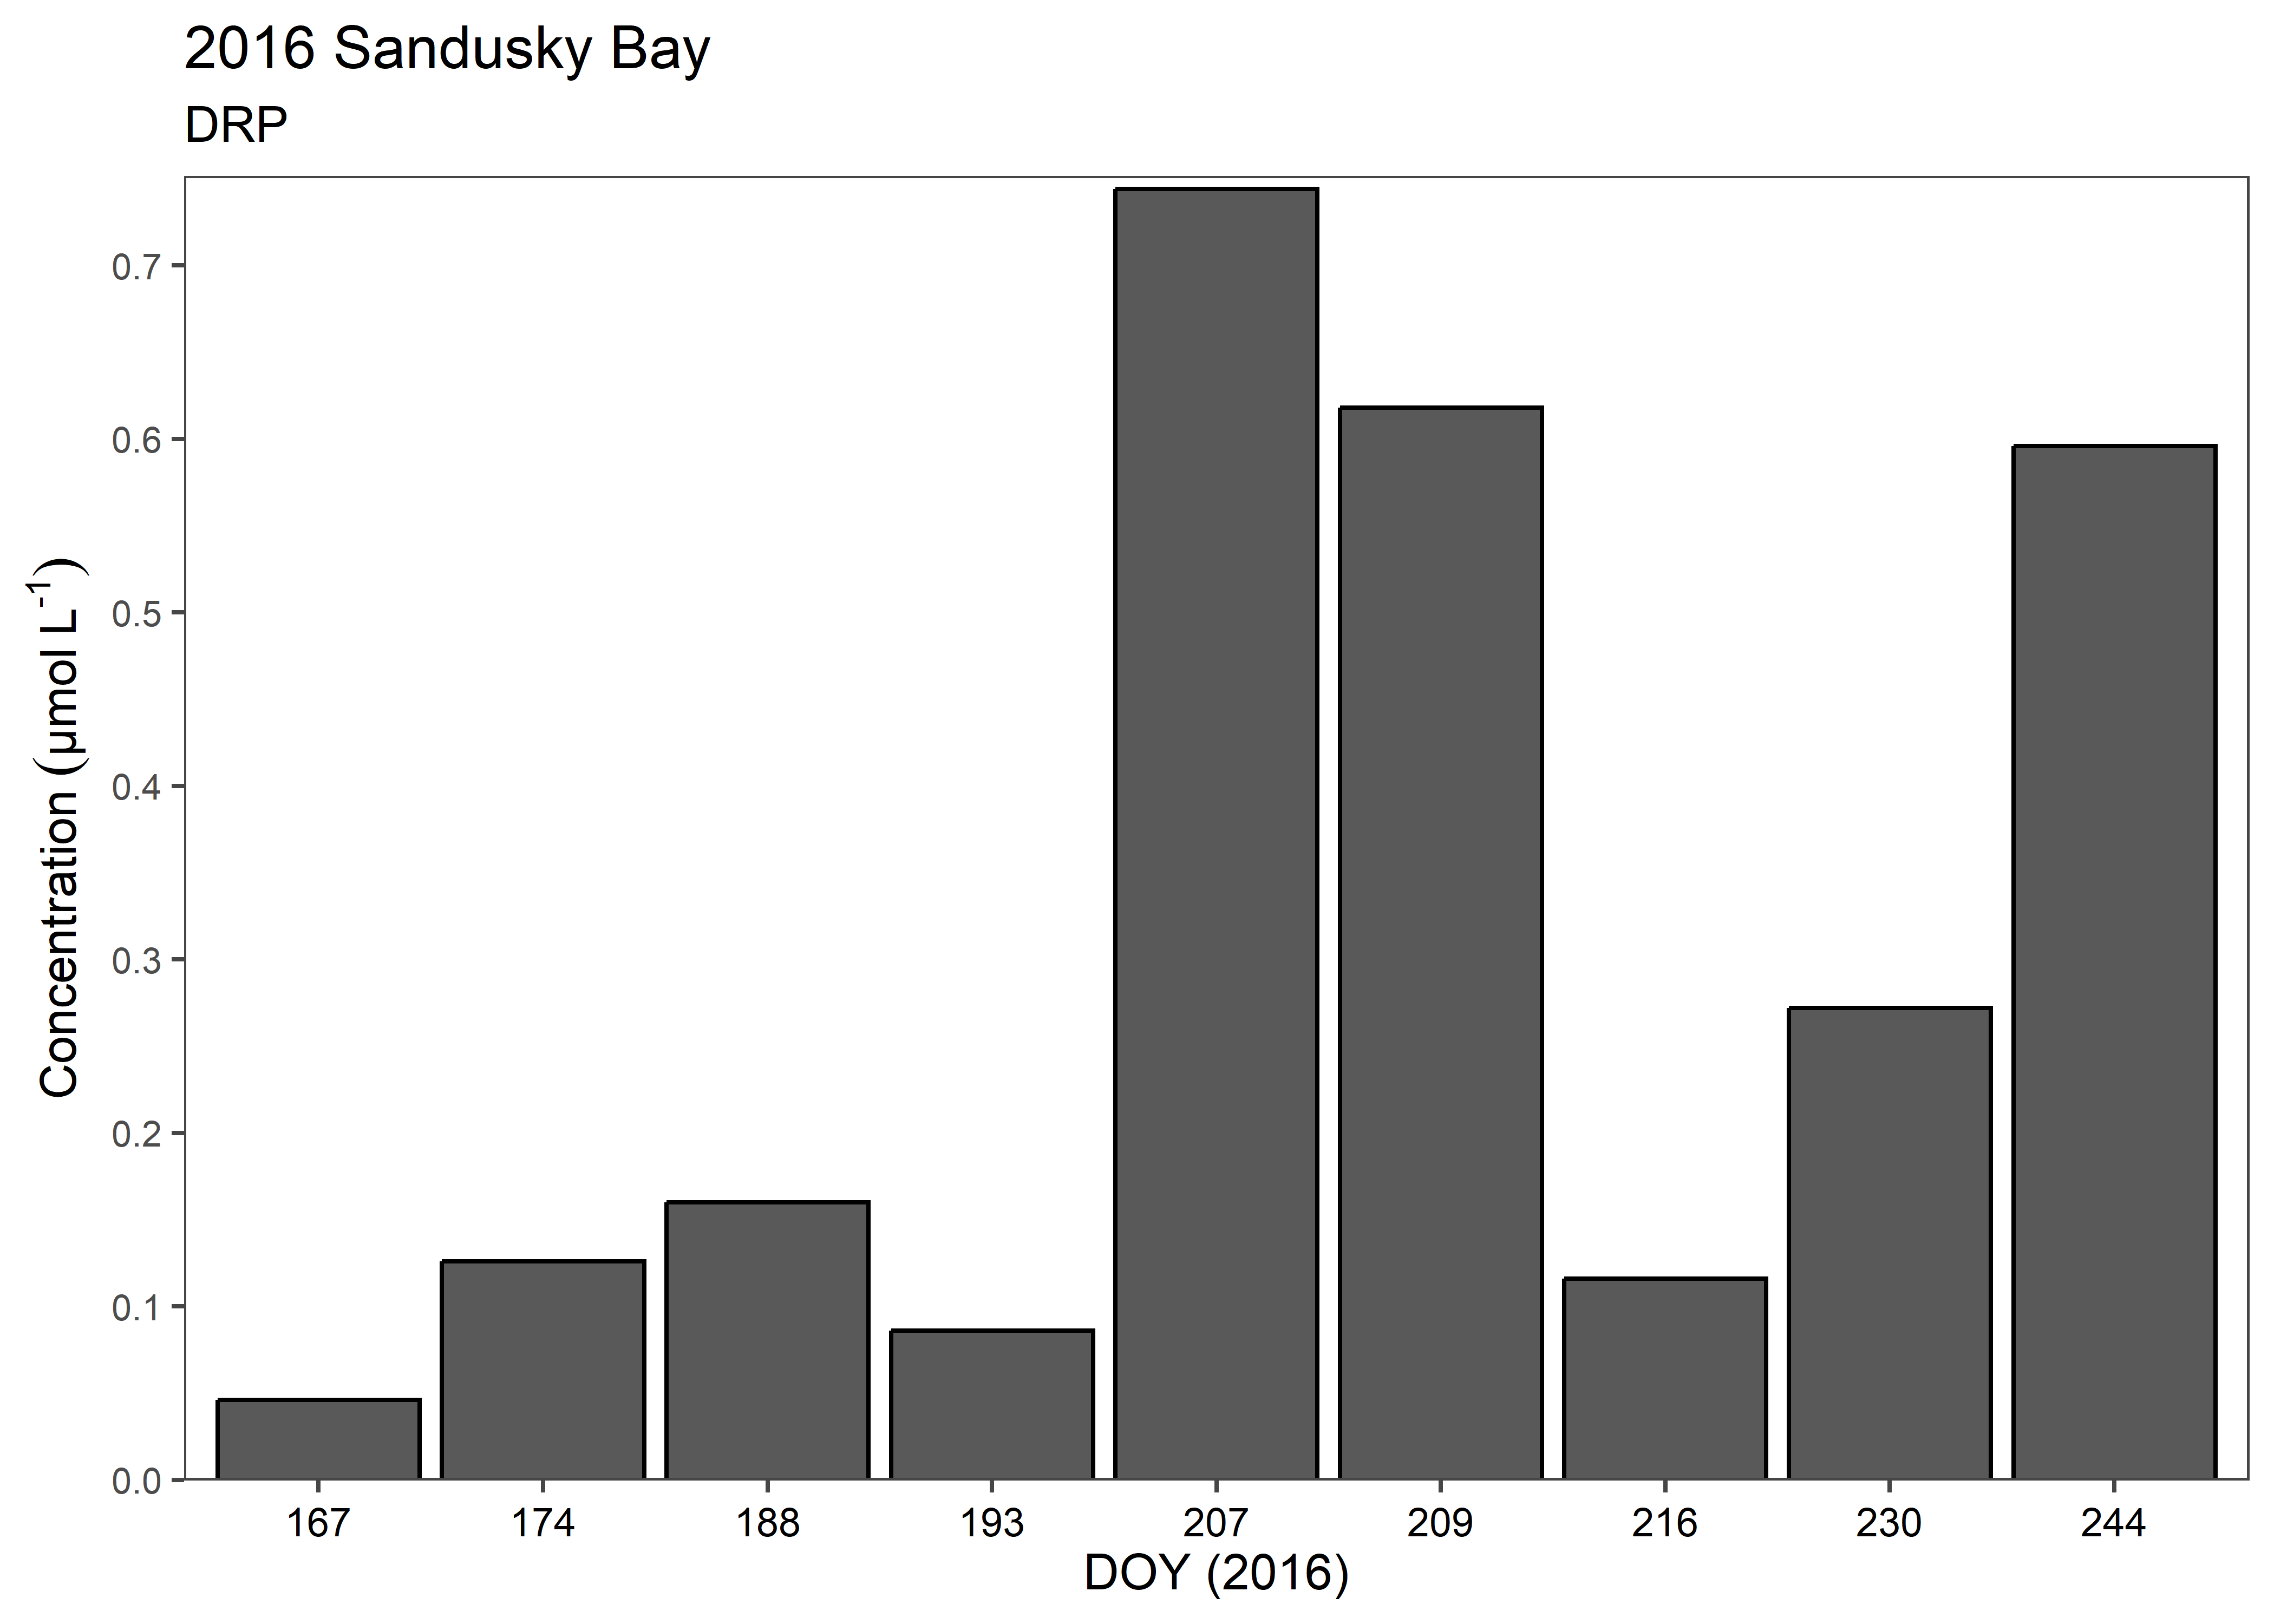 2016 Sandusky Bay
DRP
Concentration (µmol L⁻¹)
0.7
0.6
0.5
0.4
0.3
0.2
0.1
0.0
167 174 188 193 207 209 216 230 244
DOY (2016)